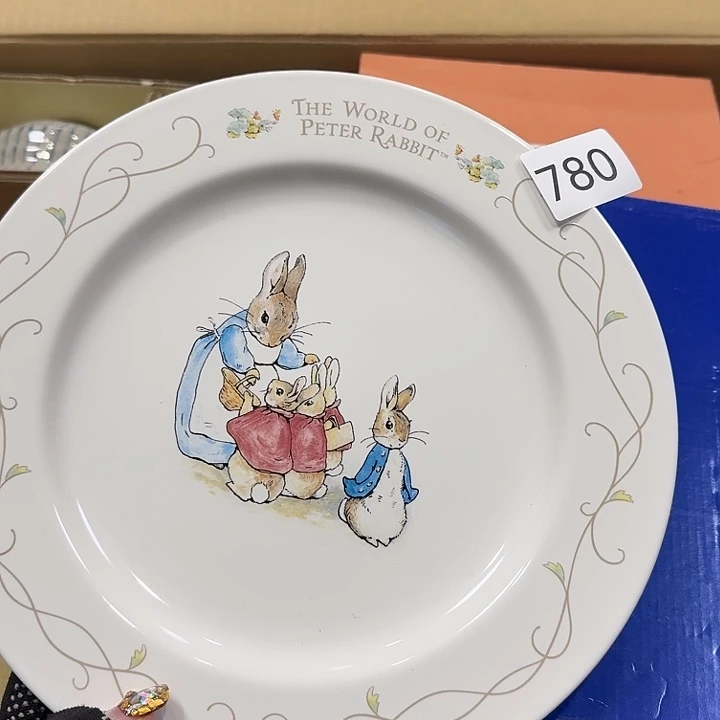 THE WORLD OF
PETER RABBIT™
780